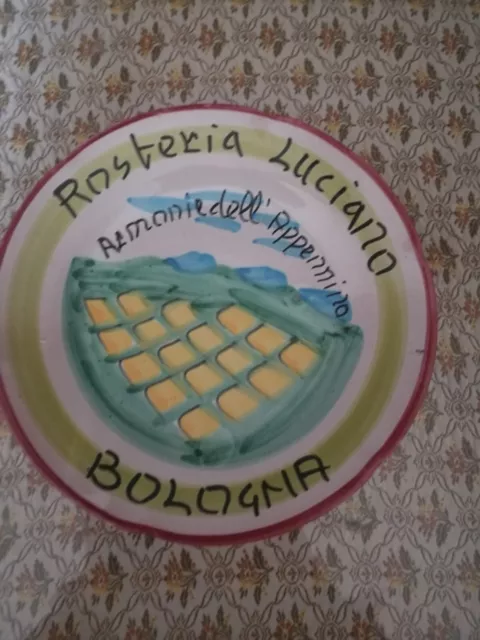 Rosteria Luciano
Armonie dell'Appennino
BOLOGNA